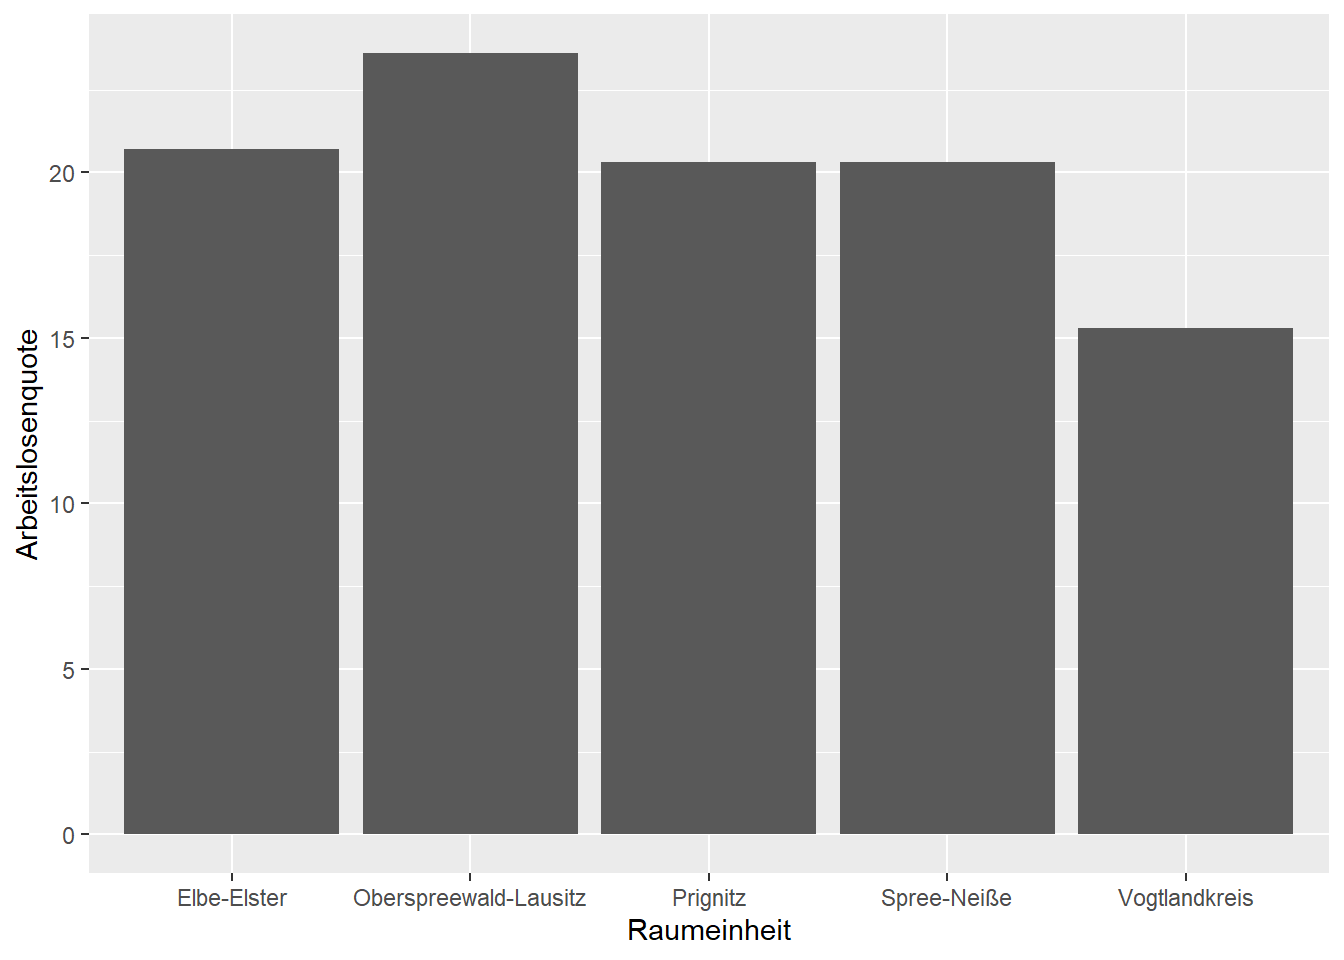 Arbeitslosenquote
20
15
10
5
0
Elbe-Elster
Oberspreewald-Lausitz
Prignitz
Spree-Neiße
Vogtlandkreis
Raumeinheit